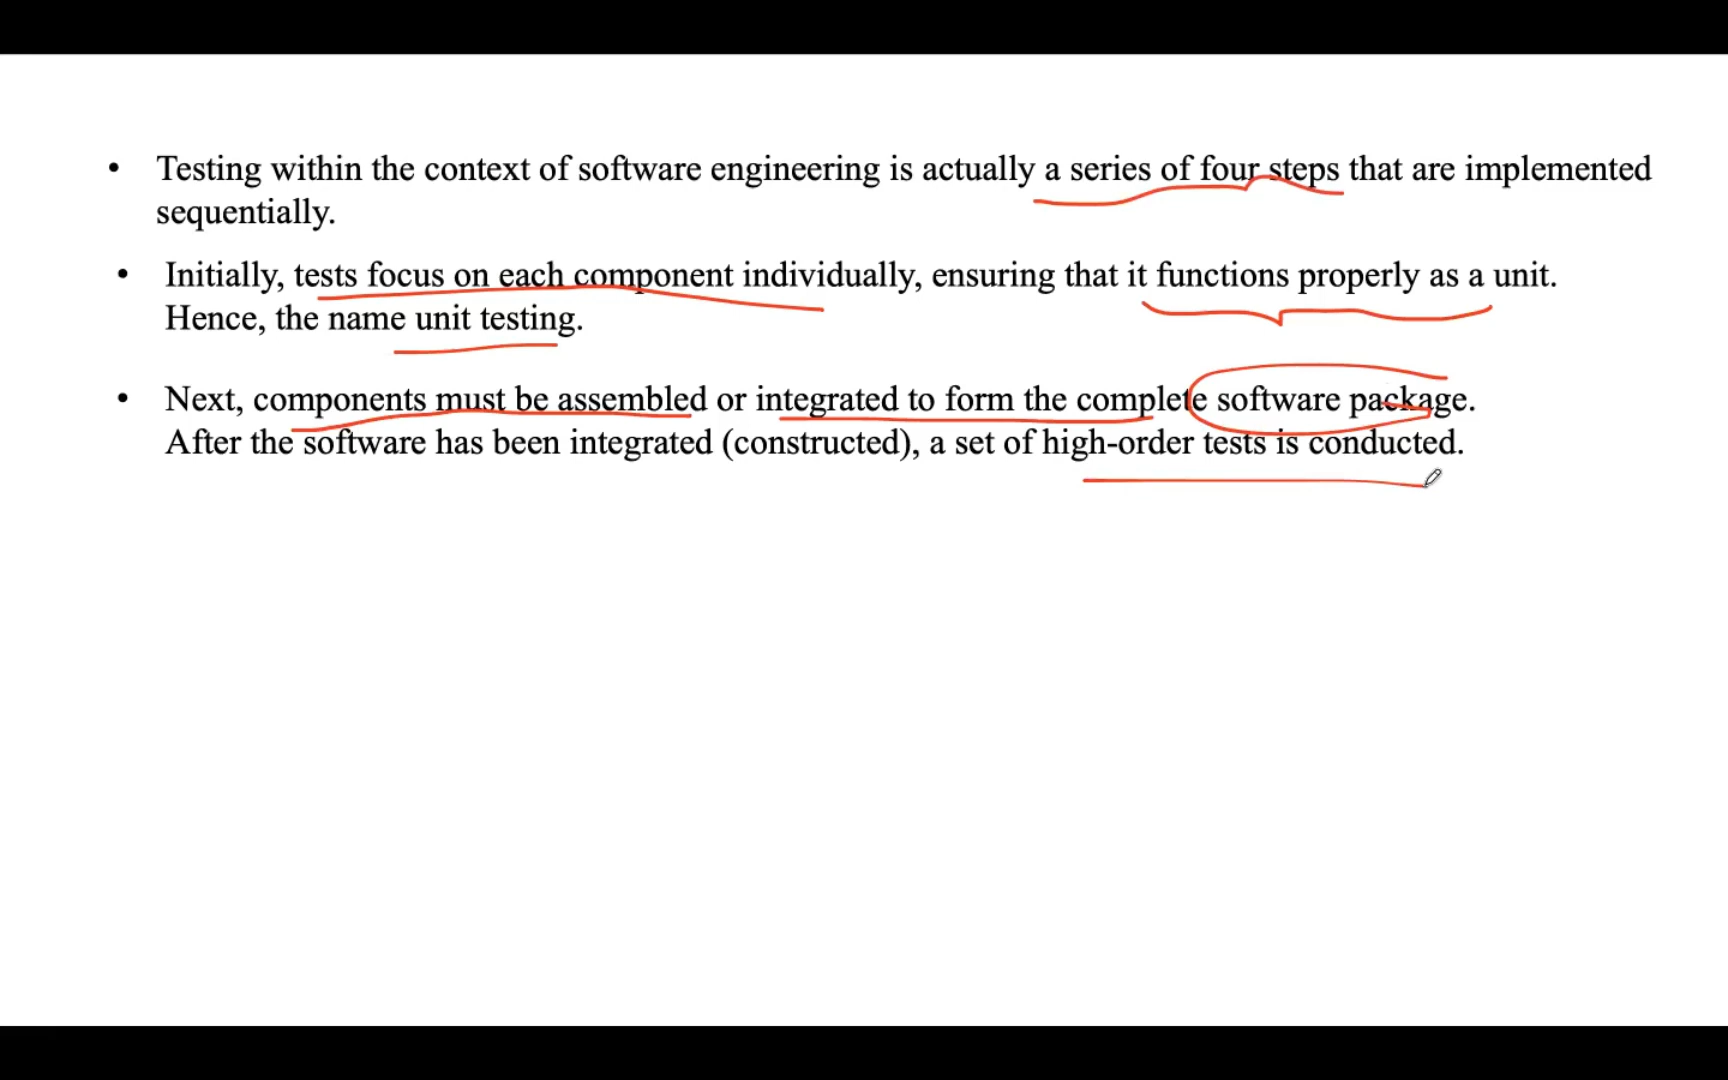 • Testing within the context of software engineering is actually a series of four steps that are implemented
sequentially.
• Initially, tests focus on each component individually, ensuring that it functions properly as a unit.
Hence, the name unit testing.
• Next, components must be assembled or integrated to form the complete software package.
After the software has been integrated (constructed), a set of high-order tests is conducted.